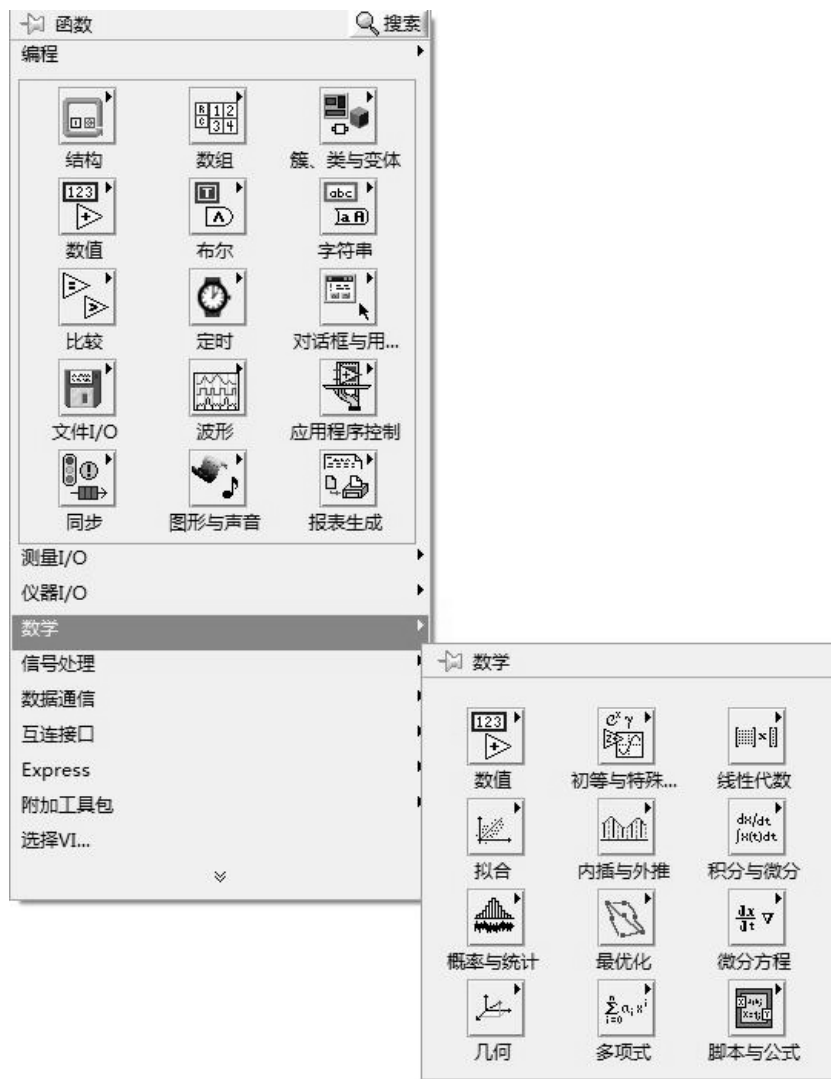 函数 搜索
编程
结构 数组 簇、类与变体
数值 布尔 字符串
比较 定时 对话框与用...
文件I/O 波形 应用程序控制
同步 图形与声音 报表生成
测量I/O
仪器I/O
数学
信号处理
数据通信
互连接口
Express
附加工具包
选择VI...
数学
数值 初等与特殊... 线性代数
拟合 内插与外推 积分与微分
概率与统计 最优化 微分方程
几何 多项式 脚本与公式